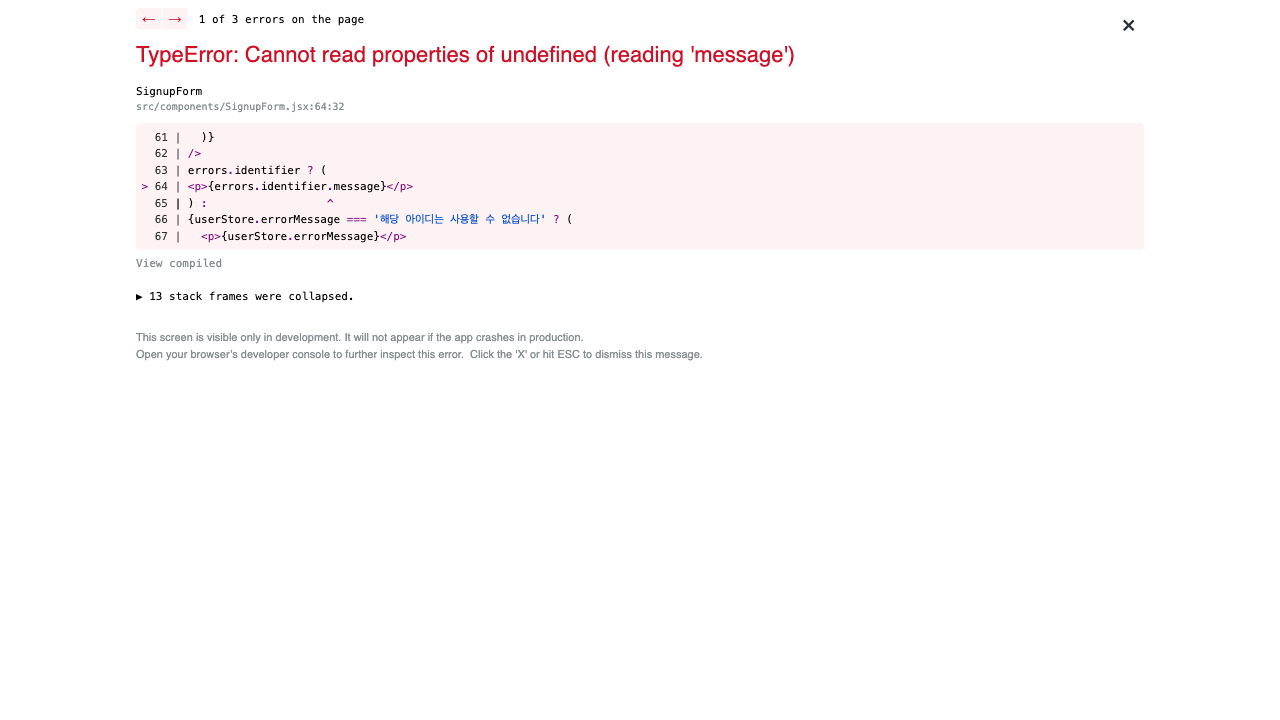 ← → 1 of 3 errors on the page ×
TypeError: Cannot read properties of undefined (reading 'message')
SignupForm
src/components/SignupForm.jsx:64:32
61 |   )}
62 | />
63 | errors.identifier ? (
> 64 | <p>{errors.identifier.message}</p>
65 | ) :                  ^
66 | {userStore.errorMessage === '해당 아이디는 사용할 수 없습니다' ? (
67 |   <p>{userStore.errorMessage}</p>
View compiled
▶ 13 stack frames were collapsed.
This screen is visible only in development. It will not appear if the app crashes in production.
Open your browser's developer console to further inspect this error.  Click the 'X' or hit ESC to dismiss this message.